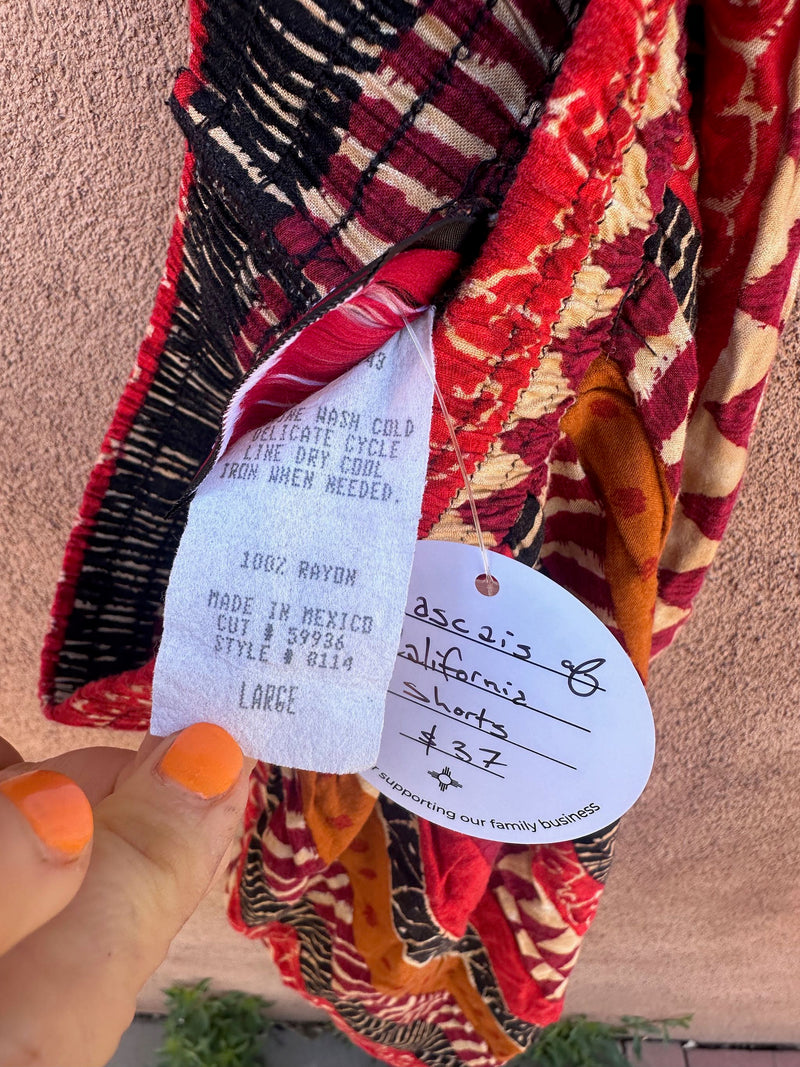 43
WASH COLD
DELICATE CYCLE
LINE DRY COOL
IRON WHEN NEEDED.
100% RAYON
MADE IN MEXICO
CUT # 59936
STYLE # 8114
LARGE
ascais of
california
shorts
$37
supporting our family business